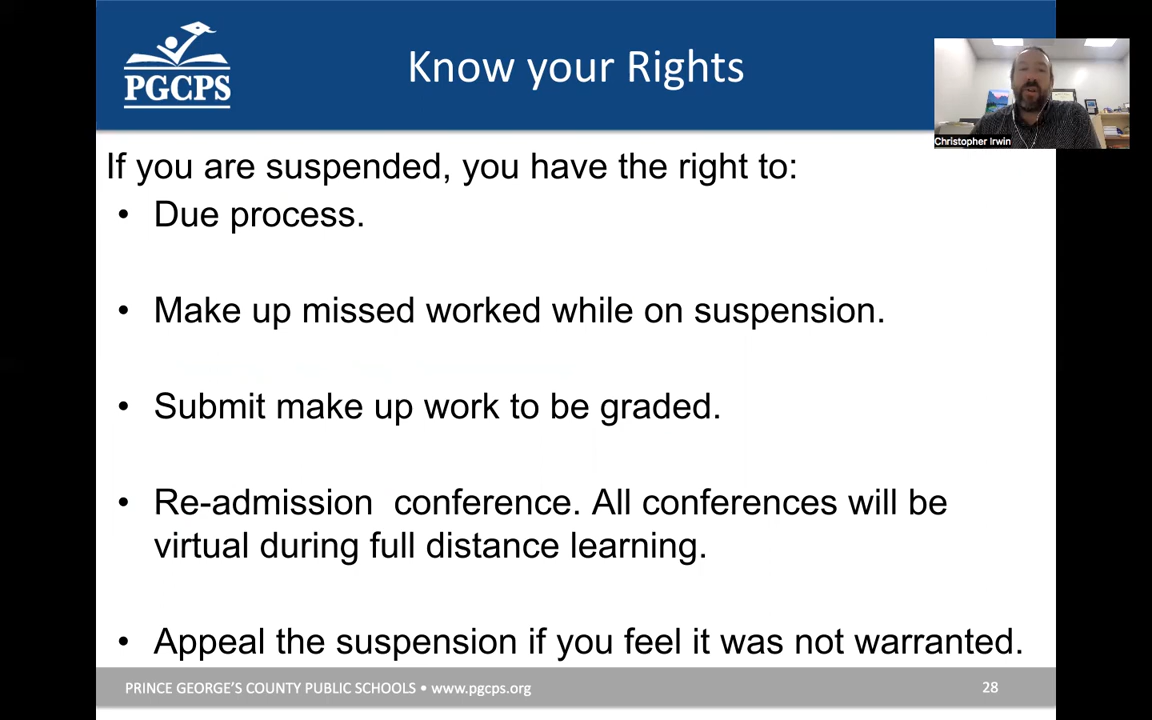 PGCPS
Know your Rights
Christopher Irwin
If you are suspended, you have the right to:
• Due process.
• Make up missed worked while on suspension.
• Submit make up work to be graded.
• Re-admission  conference. All conferences will be
virtual during full distance learning.
• Appeal the suspension if you feel it was not warranted.
PRINCE GEORGE'S COUNTY PUBLIC SCHOOLS • www.pgcps.org
28